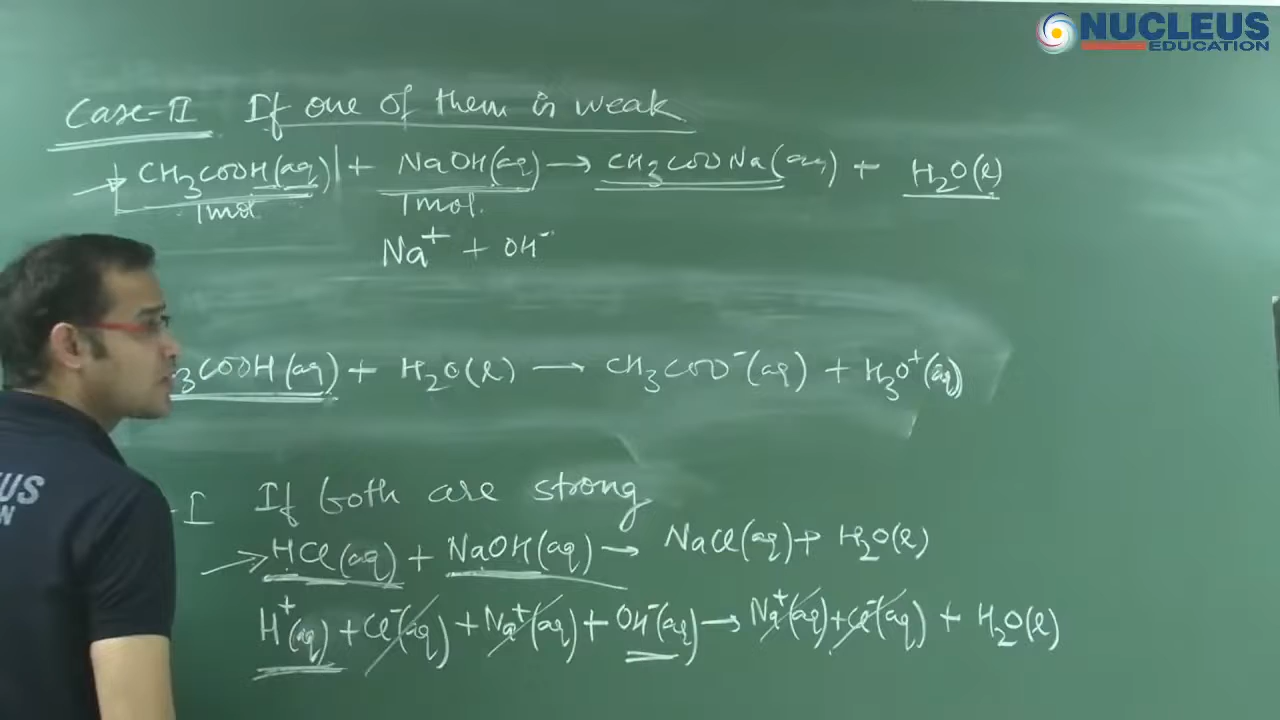 NUCLEUS
EDUCATION
Case-II If one of them is weak
CH₃COOH(aq) + NaOH(aq) → CH₃COONa(aq) + H₂O(l)
1mol 1mol.
Na⁺ + OH⁻
₃COOH(aq) + H₂O(l) → CH₃COO⁻(aq) + H₃O⁺(aq)
-I If both are strong
HCl(aq) + NaOH(aq) → NaCl(aq) + H₂O(l)
H⁺(aq) + Cl⁻(aq) + Na⁺(aq) + OH⁻(aq) → Na⁺(aq) + Cl⁻(aq) + H₂O(l)
EUS
ON